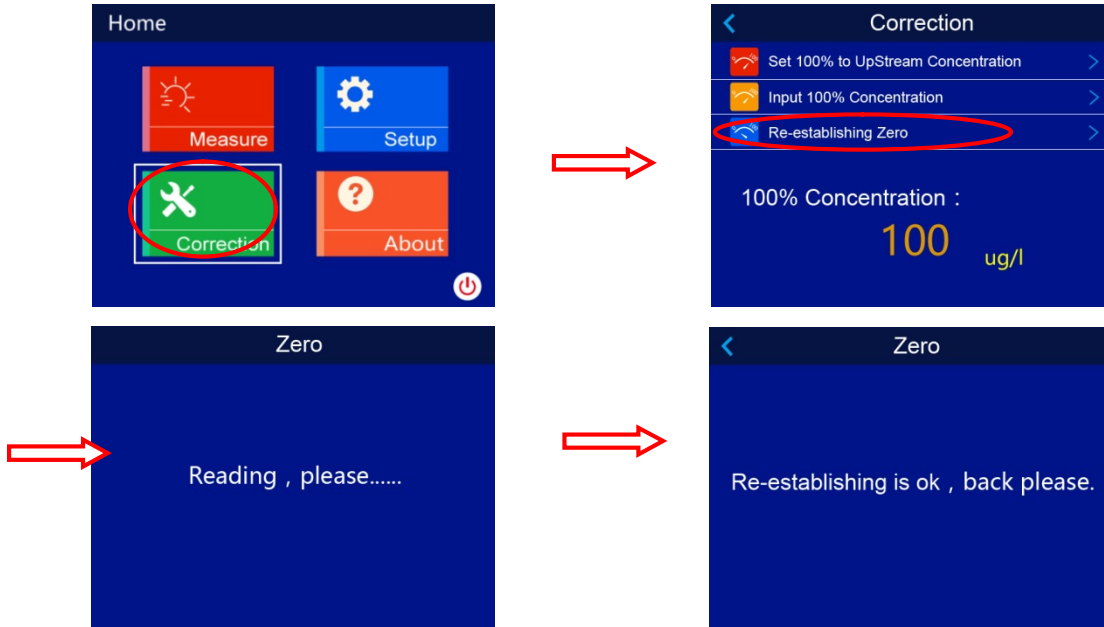 Home
Measure
Setup
Correction
?
About
Correction
Set 100% to UpStream Concentration
Input 100% Concentration
Re-establishing Zero
100% Concentration :
100 ug/l
Zero
Reading , please......
Zero
Re-establishing is ok , back please.